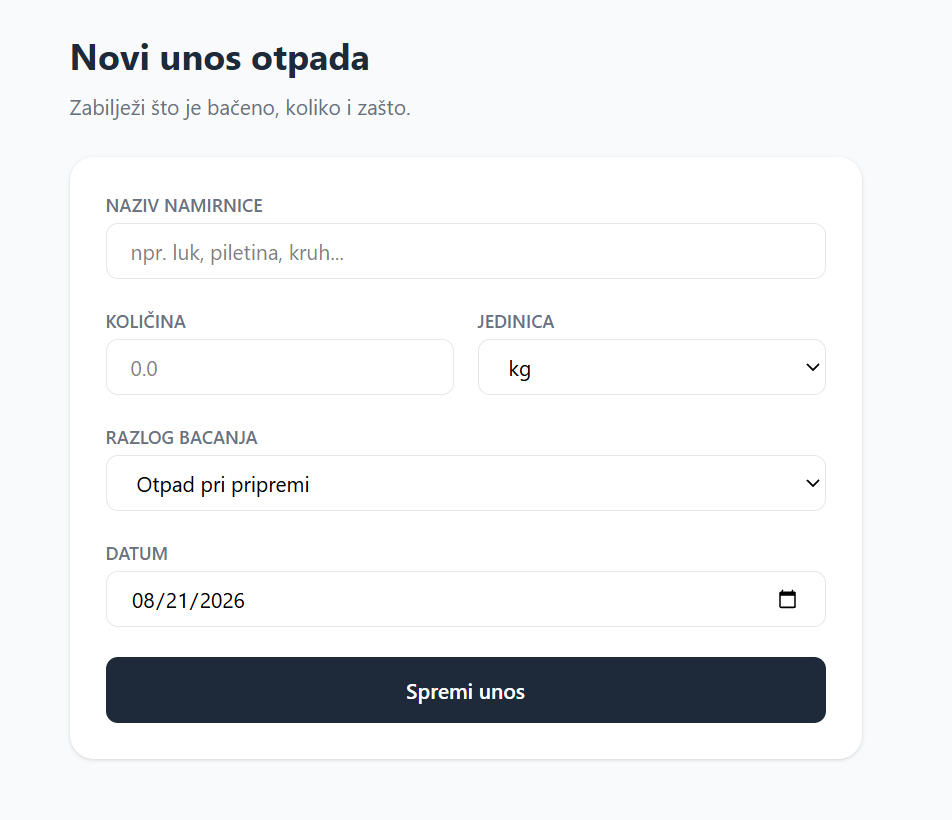 Novi unos otpada
Zabilježi što je bačeno, koliko i zašto.
NAZIV NAMIRNICE
npr. luk, piletina, kruh...
KOLIČINA
JEDINICA
0.0
kg
RAZLOG BACANJA
Otpad pri pripremi
DATUM
08/21/2026
Spremi unos